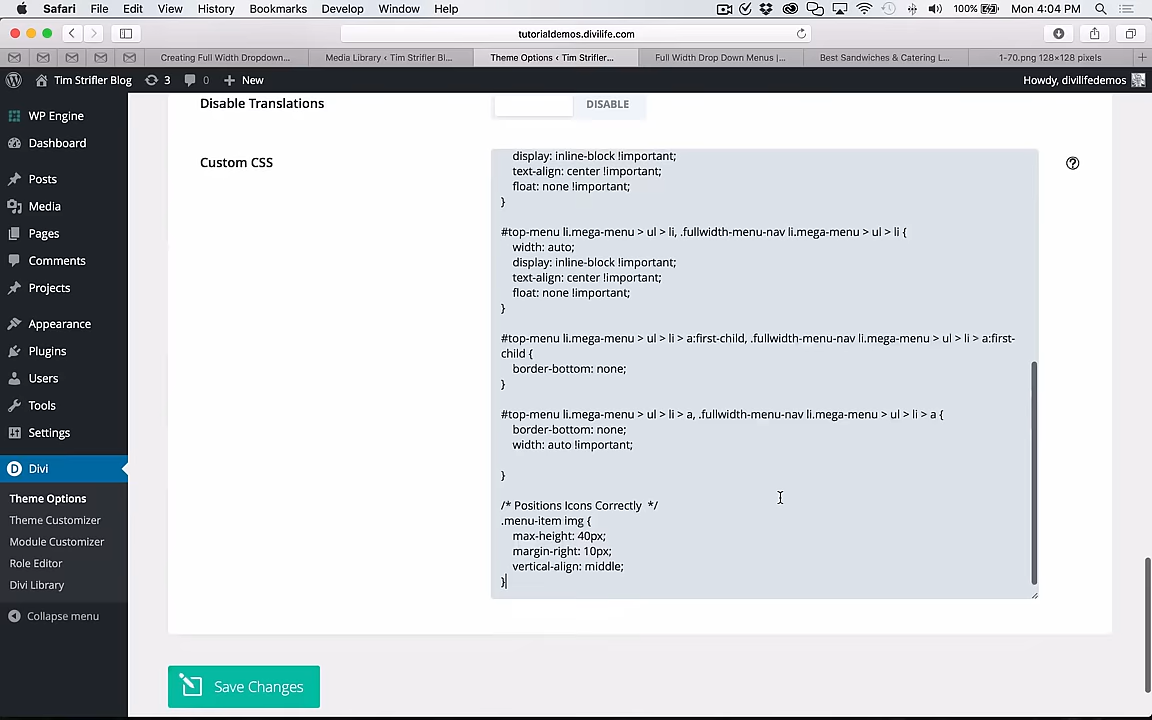 Safari File Edit View History Bookmarks Develop Window Help 100% Mon 4:04 PM
tutorialdemos.divilife.com
Creating Full Width Dropdown... Media Library ‹ Tim Strifler Bl... Theme Options ‹ Tim Strifler... Full Width Drop Down Menus |... Best Sandwiches & Catering L... 1-70.png 128×128 pixels
Tim Strifler Blog 3 0 New Howdy, divilifedemos
WP Engine
Dashboard
Posts
Media
Pages
Comments
Projects
Appearance
Plugins
Users
Tools
Settings
Divi
Theme Options
Theme Customizer
Module Customizer
Role Editor
Divi Library
Collapse menu
Disable Translations DISABLE
Custom CSS
display: inline-block !important;
text-align: center !important;
float: none !important;
}
#top-menu li.mega-menu > ul > li, .fullwidth-menu-nav li.mega-menu > ul > li {
width: auto;
display: inline-block !important;
text-align: center !important;
float: none !important;
}
#top-menu li.mega-menu > ul > li > a:first-child, .fullwidth-menu-nav li.mega-menu > ul > li > a:first-
child {
border-bottom: none;
}
#top-menu li.mega-menu > ul > li > a, .fullwidth-menu-nav li.mega-menu > ul > li > a {
border-bottom: none;
width: auto !important;
}
/* Positions Icons Correctly */
.menu-item img {
max-height: 40px;
margin-right: 10px;
vertical-align: middle;
}
Save Changes